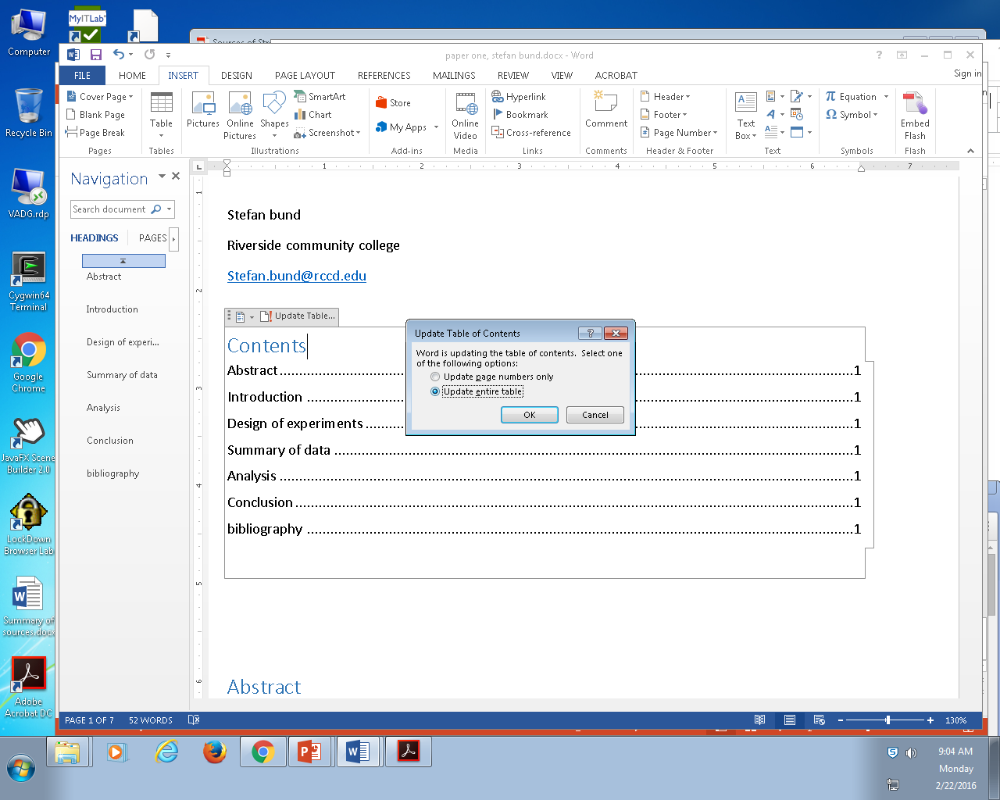 Computer
MyITLab
Recycle Bin
VADG.rdp
Cygwin64
Terminal
Google
Chrome
JavaFX Scene
Builder 2.0
LockDown
Browser Lab
Summary of
sources.docx
Adobe
Acrobat DC
paper one, stefan bund.docx - Word
FILE HOME INSERT DESIGN PAGE LAYOUT REFERENCES MAILINGS REVIEW VIEW ACROBAT Sign in
Cover Page
Blank Page
Page Break
Pages
Table
Tables
Pictures
Online
Pictures
Shapes
SmartArt
Chart
Screenshot
Illustrations
Store
My Apps
Add-ins
Online
Video
Media
Hyperlink
Bookmark
Cross-reference
Links
Comment
Comments
Header
Footer
Page Number
Header & Footer
Text
Box
Text
Equation
Symbol
Symbols
Embed
Flash
Flash
Navigation
Search document
HEADINGS PAGES
Abstract
Introduction
Design of experi...
Summary of data
Analysis
Conclusion
bibliography
1 2 3 4 5 6 7
1
2
4
5
6
Stefan bund
Riverside community college
Stefan.bund@rccd.edu
Update Table...
Contents
Abstract 1
Introduction 1
Design of experiments 1
Summary of data 1
Analysis 1
Conclusion 1
bibliography 1
Abstract
Update Table of Contents
Word is updating the table of contents. Select one
of the following options:
Update page numbers only
Update entire table
OK Cancel
PAGE 1 OF 7 52 WORDS 130%
9:04 AM
Monday
2/22/2016